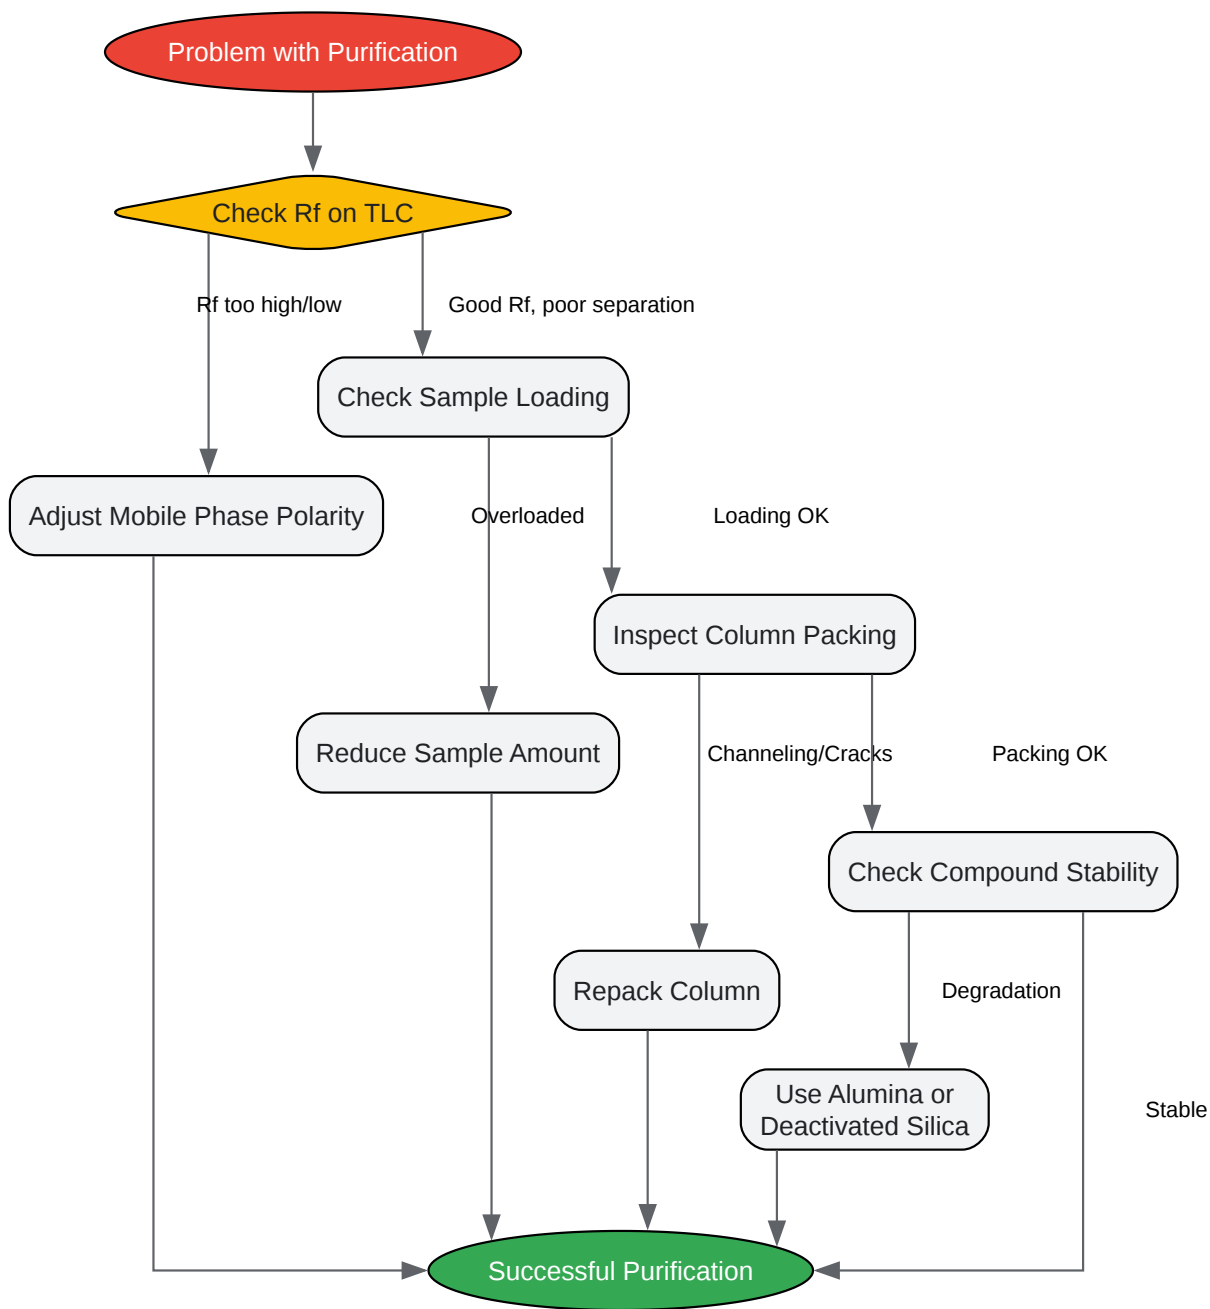 Problem with Purification
Check Rf on TLC
Rf too high/low
Good Rf, poor separation
Check Sample Loading
Adjust Mobile Phase Polarity
Overloaded
Loading OK
Inspect Column Packing
Reduce Sample Amount
Channeling/Cracks
Packing OK
Check Compound Stability
Repack Column
Degradation
Use Alumina or
Deactivated Silica
Stable
Successful Purification